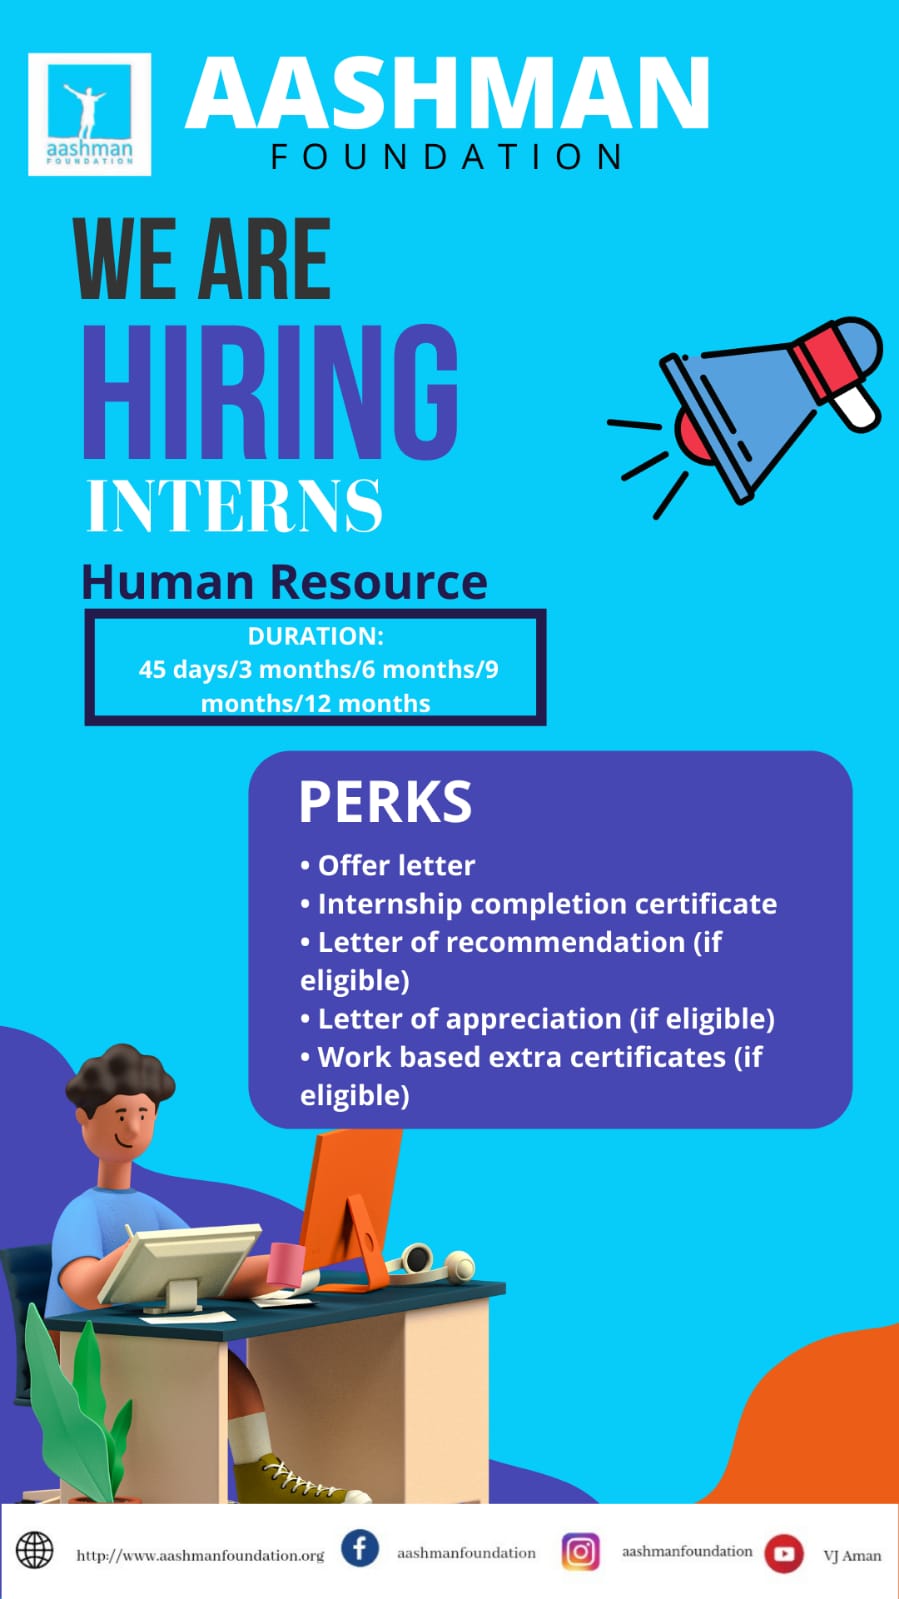 aashman
FOUNDATION
AASHMAN
FOUNDATION
WE ARE
HIRING
INTERNS
Human Resource
DURATION:
45 days/3 months/6 months/9
months/12 months
PERKS
• Offer letter
• Internship completion certificate
• Letter of recommendation (if
eligible)
• Letter of appreciation (if eligible)
• Work based extra certificates (if
eligible)
http://www.aashmanfoundation.org
aashmanfoundation
aashmanfoundation
VJ Aman